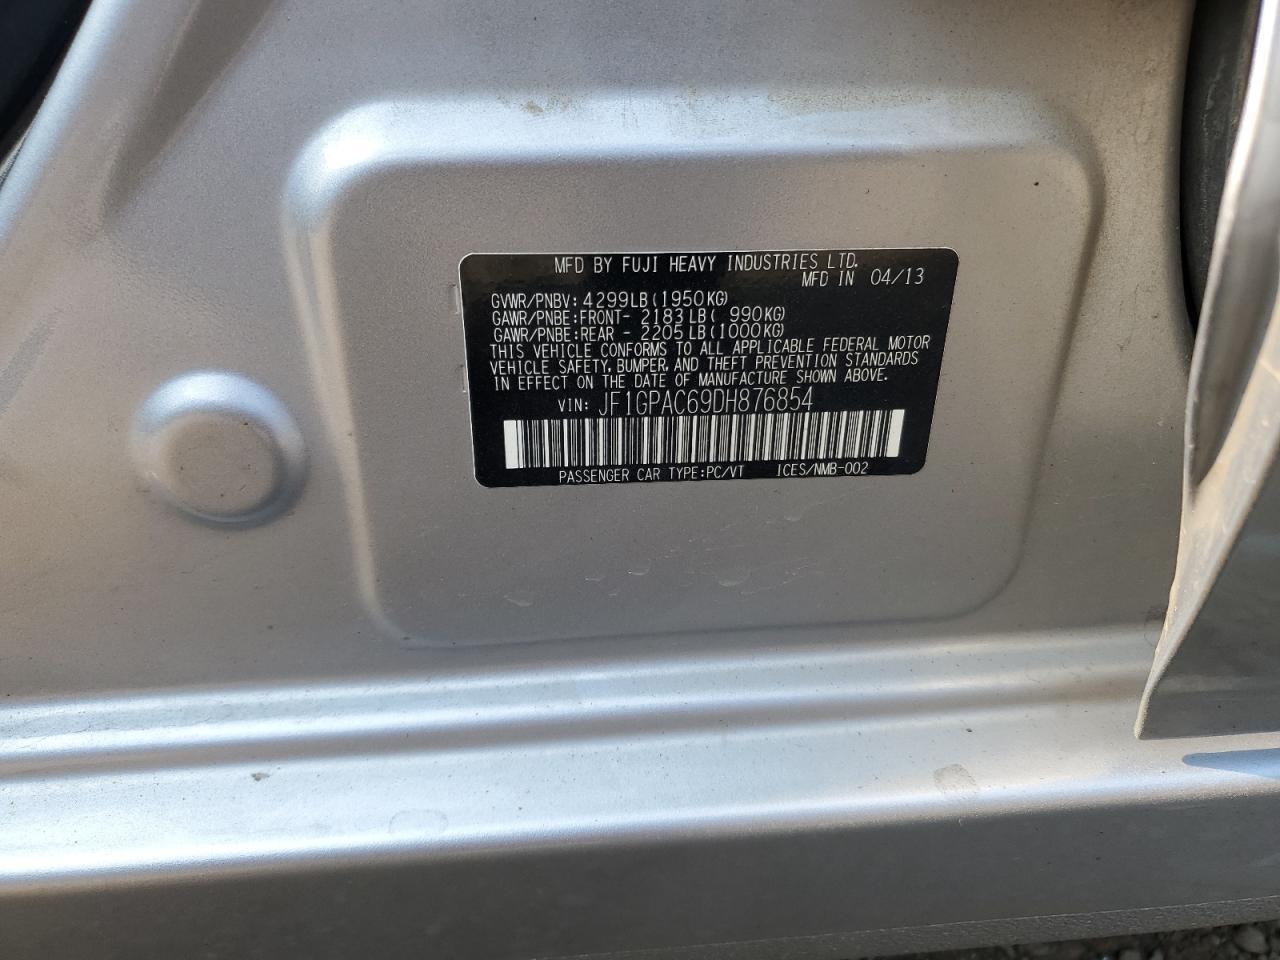 MFD BY FUJI HEAVY INDUSTRIES LTD.
MFD IN 04/13
GVWR/PNBV: 4299LB(1950KG)
GAWR/PNBE:FRONT- 2183LB( 990KG)
GAWR/PNBE:REAR - 2205LB(1000KG)
THIS VEHICLE CONFORMS TO ALL APPLICABLE FEDERAL MOTOR
VEHICLE SAFETY, BUMPER, AND THEFT PREVENTION STANDARDS
IN EFFECT ON THE DATE OF MANUFACTURE SHOWN ABOVE.
VIN: JF1GPAC69DH876854
PASSENGER CAR TYPE:PC/VT ICES/NMB-002